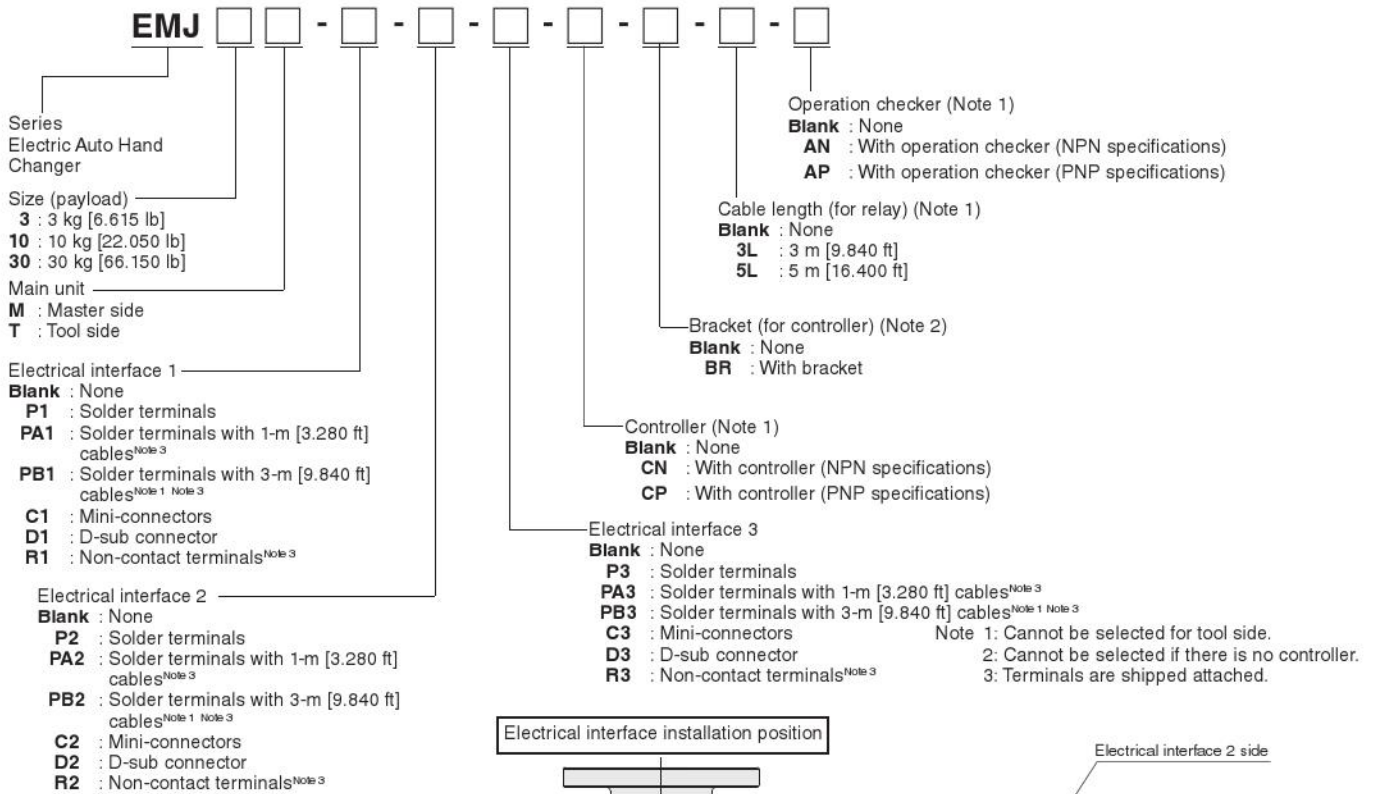 EMJ □ □ - □ - □ - □ - □ - □ - □ - □
Series
Electric Auto Hand
Changer
Size (payload)
3 : 3 kg [6.615 lb]
10 : 10 kg [22.050 lb]
30 : 30 kg [66.150 lb]
Main unit
M : Master side
T : Tool side
Electrical interface 1
Blank : None
P1 : Solder terminals
PA1 : Solder terminals with 1-m [3.280 ft]
cables Note 3
PB1 : Solder terminals with 3-m [9.840 ft]
cables Note 1 Note 3
C1 : Mini-connectors
D1 : D-sub connector
R1 : Non-contact terminals Note 3
Electrical interface 2
Blank : None
P2 : Solder terminals
PA2 : Solder terminals with 1-m [3.280 ft]
cables Note 3
PB2 : Solder terminals with 3-m [9.840 ft]
cables Note 1 Note 3
C2 : Mini-connectors
D2 : D-sub connector
R2 : Non-contact terminals Note 3
Operation checker (Note 1)
Blank : None
AN : With operation checker (NPN specifications)
AP : With operation checker (PNP specifications)
Cable length (for relay) (Note 1)
Blank : None
3L : 3 m [9.840 ft]
5L : 5 m [16.400 ft]
Bracket (for controller) (Note 2)
Blank : None
BR : With bracket
Controller (Note 1)
Blank : None
CN : With controller (NPN specifications)
CP : With controller (PNP specifications)
Electrical interface 3
Blank : None
P3 : Solder terminals
PA3 : Solder terminals with 1-m [3.280 ft] cables Note 3
PB3 : Solder terminals with 3-m [9.840 ft] cables Note 1 Note 3
C3 : Mini-connectors
D3 : D-sub connector
R3 : Non-contact terminals Note 3
Note 1: Cannot be selected for tool side.
2: Cannot be selected if there is no controller.
3: Terminals are shipped attached.
Electrical interface installation position
Electrical interface 2 side